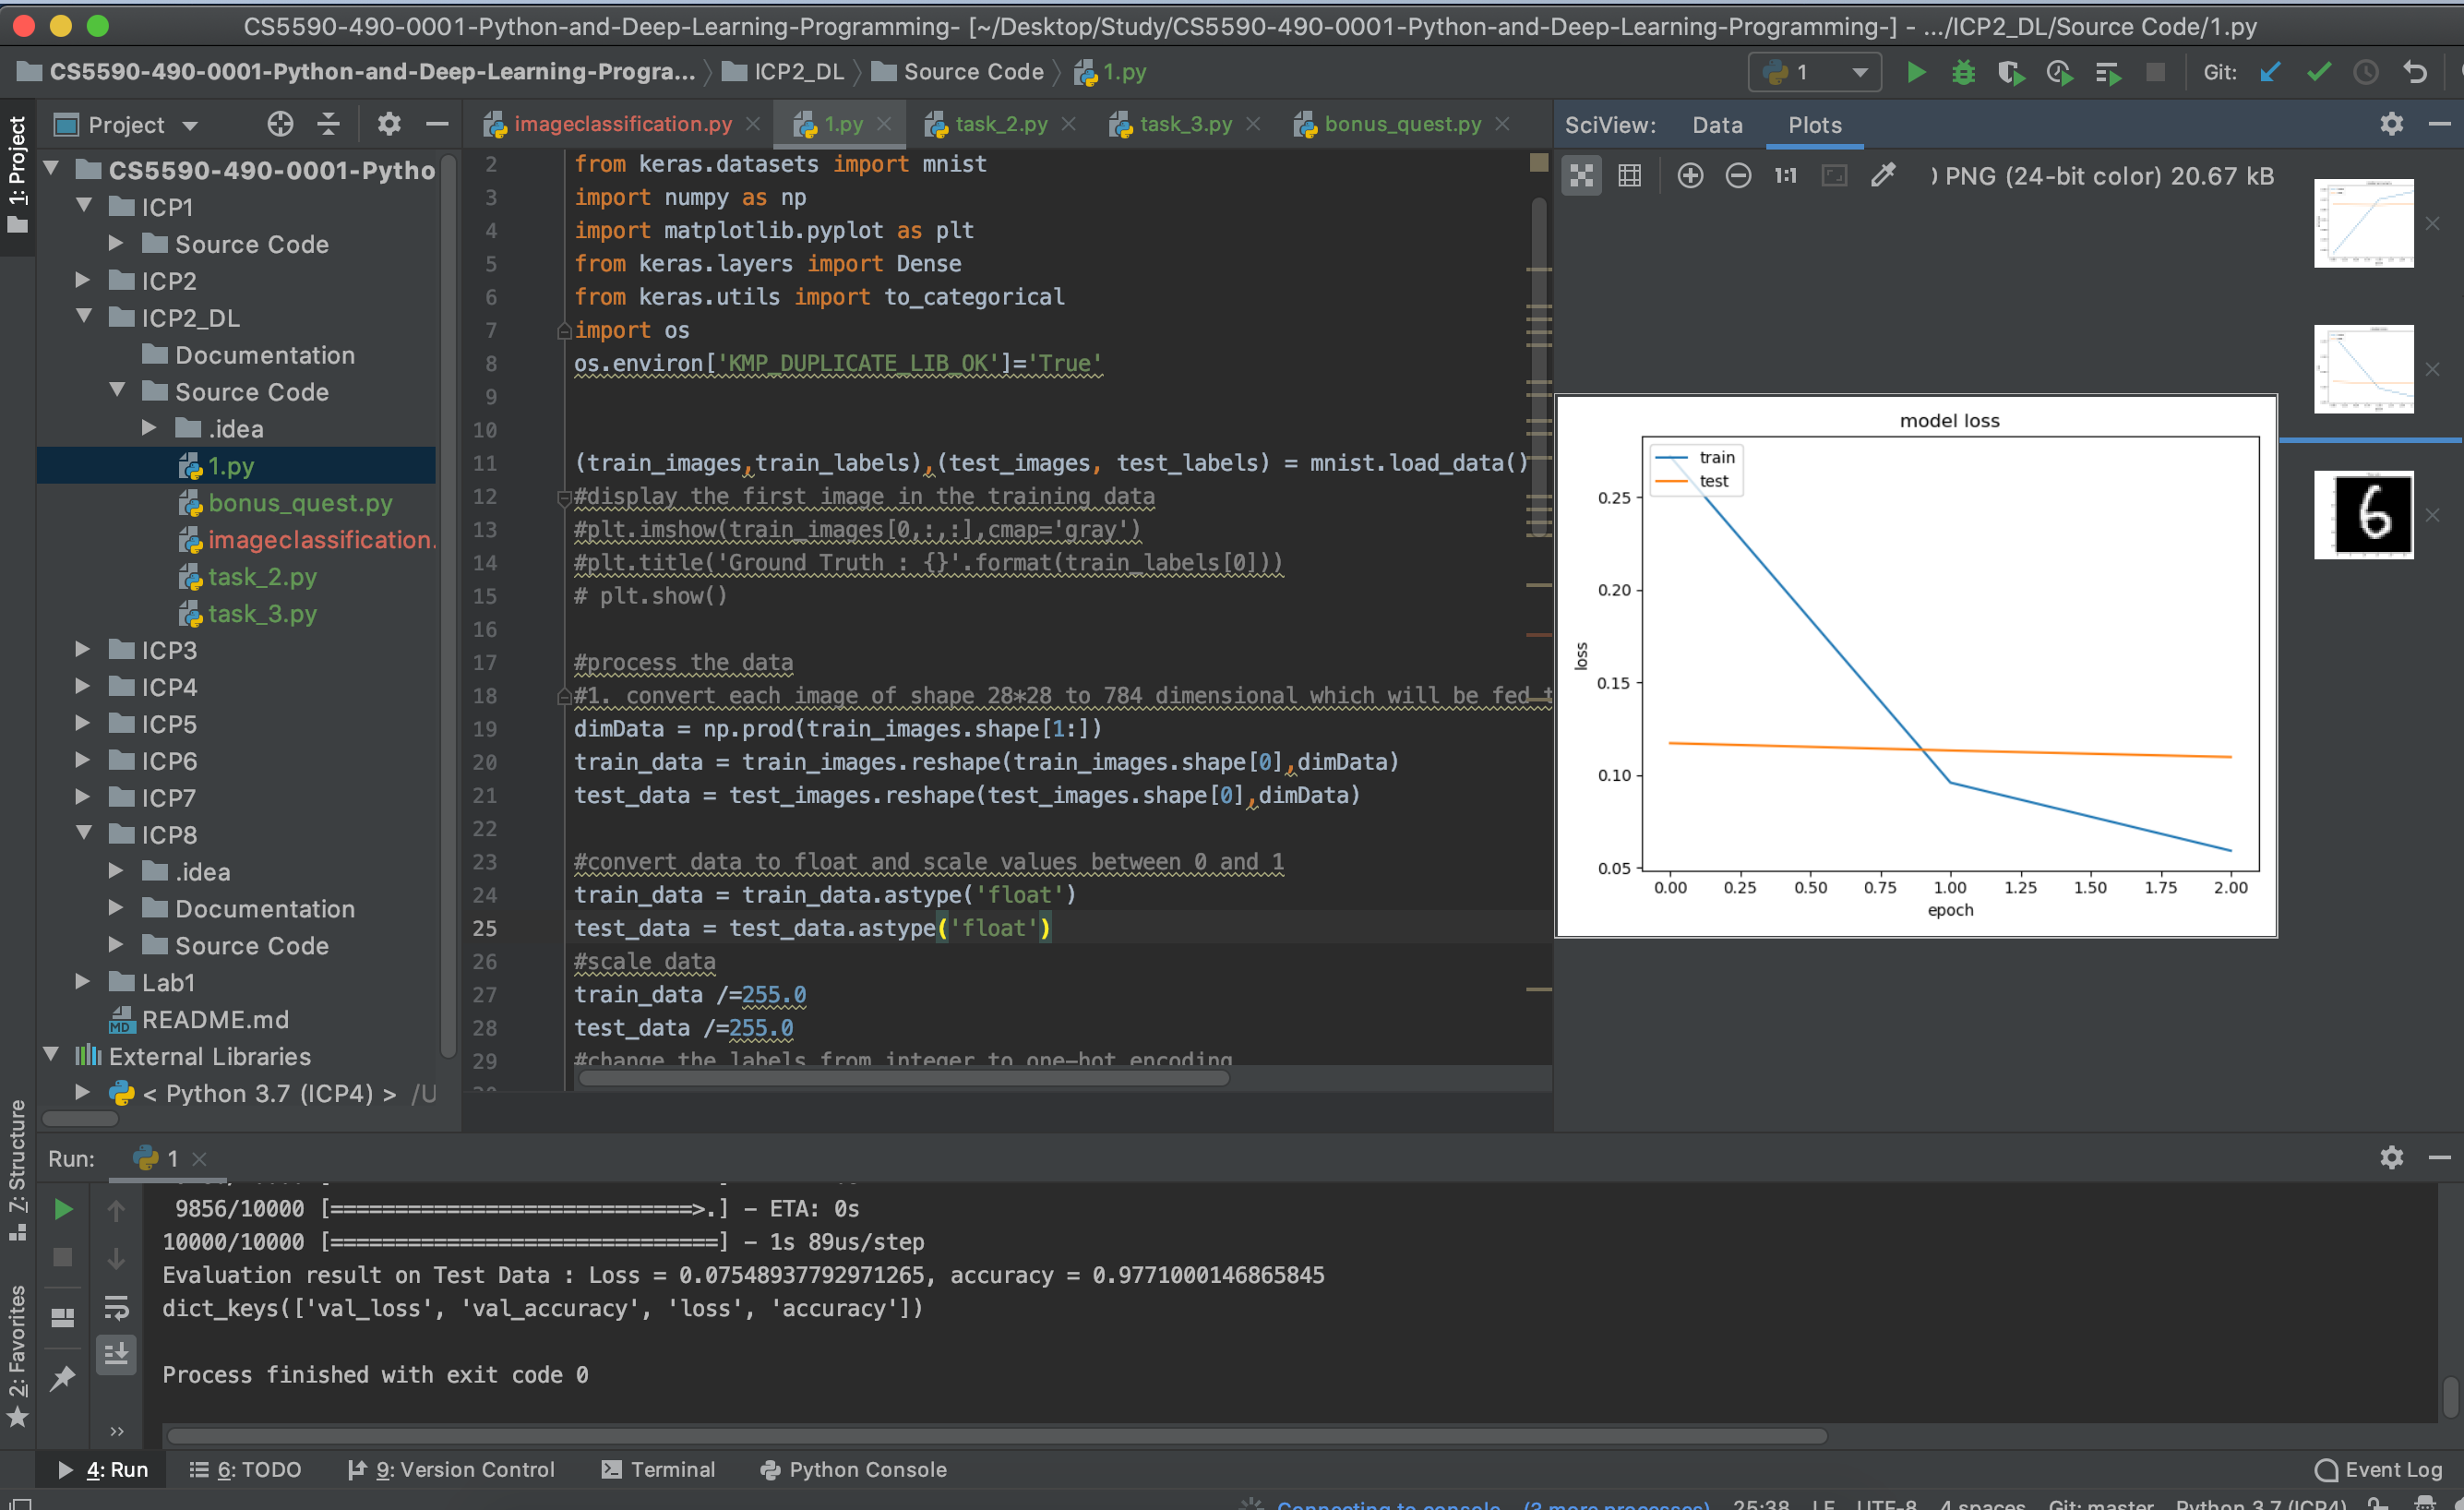 CS5590-490-0001-Python-and-Deep-Learning-Programming- [~/Desktop/Study/CS5590-490-0001-Python-and-Deep-Learning-Programming-] - .../ICP2_DL/Source Code/1.py
CS5590-490-0001-Python-and-Deep-Learning-Progra... ICP2_DL Source Code 1.py
1 Git:
1: Project
Project
CS5590-490-0001-Pytho
ICP1
Source Code
ICP2
ICP2_DL
Documentation
Source Code
.idea
1.py
bonus_quest.py
imageclassification.
task_2.py
task_3.py
ICP3
ICP4
ICP5
ICP6
ICP7
ICP8
.idea
Documentation
Source Code
Lab1
README.md
External Libraries
< Python 3.7 (ICP4) > /U
imageclassification.py 1.py task_2.py task_3.py bonus_quest.py
2 from keras.datasets import mnist
3 import numpy as np
4 import matplotlib.pyplot as plt
5 from keras.layers import Dense
6 from keras.utils import to_categorical
7 import os
8 os.environ['KMP_DUPLICATE_LIB_OK']='True'
9
10
11 (train_images,train_labels),(test_images, test_labels) = mnist.load_data()
12 #display the first image in the training data
13 #plt.imshow(train_images[0,:,:],cmap='gray')
14 #plt.title('Ground Truth : {}'.format(train_labels[0]))
15 # plt.show()
16
17 #process the data
18 #1. convert each image of shape 28*28 to 784 dimensional which will be fed t
19 dimData = np.prod(train_images.shape[1:])
20 train_data = train_images.reshape(train_images.shape[0],dimData)
21 test_data = test_images.reshape(test_images.shape[0],dimData)
22
23 #convert data to float and scale values between 0 and 1
24 train_data = train_data.astype('float')
25 test_data = test_data.astype('float')
26 #scale data
27 train_data /=255.0
28 test_data /=255.0
29 #change the labels from integer to one-hot encoding
SciView: Data Plots
1:1 ) PNG (24-bit color) 20.67 kB
model loss
train
test
0.25
0.20
0.15
0.10
0.05
loss
0.00 0.25 0.50 0.75 1.00 1.25 1.50 1.75 2.00
epoch
6
7: Structure
2: Favorites
Run: 1
9856/10000 [============================>.] - ETA: 0s
10000/10000 [==============================] - 1s 89us/step
Evaluation result on Test Data : Loss = 0.07548937792971265, accuracy = 0.9771000146865845
dict_keys(['val_loss', 'val_accuracy', 'loss', 'accuracy'])
Process finished with exit code 0
4: Run 6: TODO 9: Version Control Terminal Python Console Event Log
Connecting to console... (3 more processes) 25:38 LF UTF-8 4 spaces Git: master Python 3.7 (ICP4)